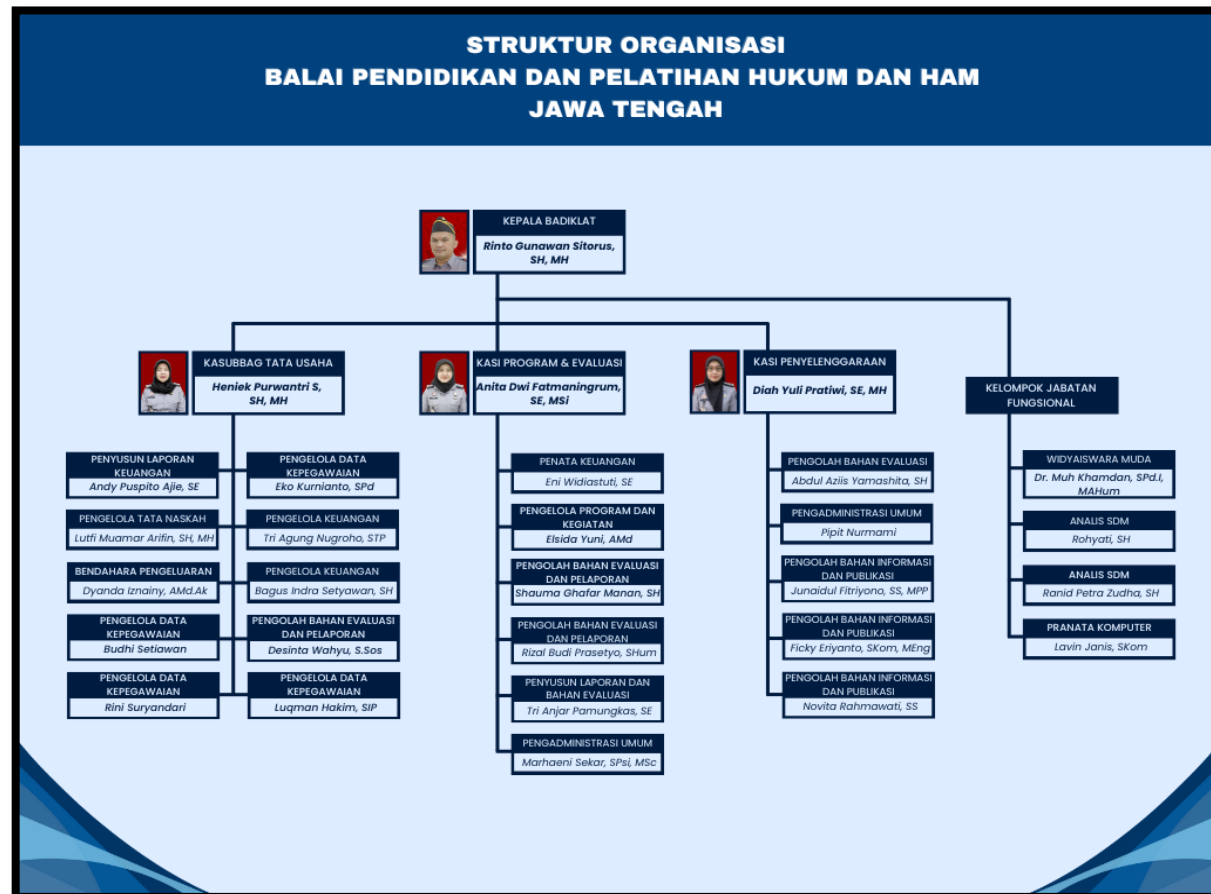 STRUKTUR ORGANISASI
BALAI PENDIDIKAN DAN PELATIHAN HUKUM DAN HAM
JAWA TENGAH
KEPALA BADIKLAT
Rinto Gunawan Sitorus,
SH, MH
KASUBBAG TATA USAHA
Heniek Purwantri S,
SH, MH
KASI PROGRAM & EVALUASI
Anita Dwi Fatmaningrum,
SE, MSi
KASI PENYELENGGARAAN
Diah Yuli Pratiwi, SE, MH
KELOMPOK JABATAN
FUNGSIONAL
PENYUSUN LAPORAN
KEUANGAN
Andy Puspito Ajie, SE
PENGELOLA DATA
KEPEGAWAIAN
Eko Kurnianto, SPd
PENGELOLA TATA NASKAH
Lutfi Muamar Arifin, SH, MH
PENGELOLA KEUANGAN
Tri Agung Nugroho, STP
BENDAHARA PENGELUARAN
Dyanda Iznainy, AMd.Ak
PENGELOLA KEUANGAN
Bagus Indra Setyawan, SH
PENGELOLA DATA
KEPEGAWAIAN
Budhi Setiawan
PENGOLAH BAHAN EVALUASI
DAN PELAPORAN
Desinta Wahyu, S.Sos
PENGELOLA DATA
KEPEGAWAIAN
Rini Suryandari
PENGELOLA DATA
KEPEGAWAIAN
Luqman Hakim, SIP
PENATA KEUANGAN
Eni Widiastuti, SE
PENGELOLA PROGRAM DAN
KEGIATAN
Elsida Yuni, AMd
PENGOLAH BAHAN EVALUASI
DAN PELAPORAN
Shauma Ghafar Manan, SH
PENGOLAH BAHAN EVALUASI
DAN PELAPORAN
Rizal Budi Prasetyo, SHum
PENYUSUN LAPORAN DAN
BAHAN EVALUASI
Tri Anjar Pamungkas, SE
PENGADMINISTRASI UMUM
Marhaeni Sekar, SPsi, MSc
PENGOLAH BAHAN EVALUASI
Abdul Aziis Yamashita, SH
PENGADMINISTRASI UMUM
Pipit Nurmami
PENGOLAH BAHAN INFORMASI
DAN PUBLIKASI
Junaidul Fitriyono, SS, MPP
PENGOLAH BAHAN INFORMASI
DAN PUBLIKASI
Ficky Eriyanto, SKom, MEng
PENGOLAH BAHAN INFORMASI
DAN PUBLIKASI
Novita Rahmawati, SS
WIDYAISWARA MUDA
Dr. Muh Khamdan, SPd.I,
MAHum
ANALIS SDM
Rohyati, SH
ANALIS SDM
Ranid Petra Zudha, SH
PRANATA KOMPUTER
Lavin Janis, SKom